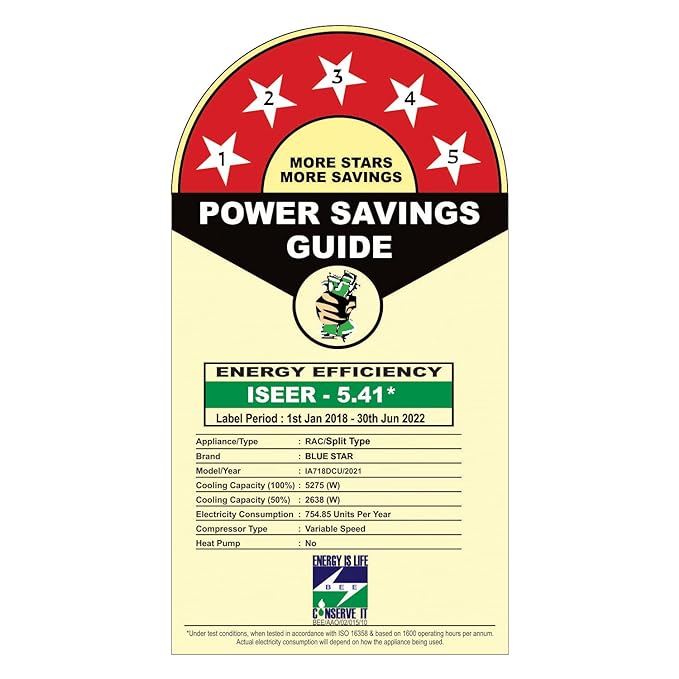 1 2 3 4 5
MORE STARS
MORE SAVINGS
POWER SAVINGS
GUIDE
ENERGY EFFICIENCY
ISEER - 5.41*
Label Period : 1st Jan 2018 - 30th Jun 2022
Appliance/Type : RAC/Split Type
Brand : BLUE STAR
Model/Year : IA718DCU/2021
Cooling Capacity (100%) : 5275 (W)
Cooling Capacity (50%) : 2638 (W)
Electricity Consumption : 754.85 Units Per Year
Compressor Type : Variable Speed
Heat Pump : No
ENERGY IS LIFE
BEE
CONSERVE IT
BEE/AAO/02/015/10
*Under test conditions, when tested in accordance with ISO 16358 & based on 1600 operating hours per annum.
Actual electricity consumption will depend on how the appliance being used.